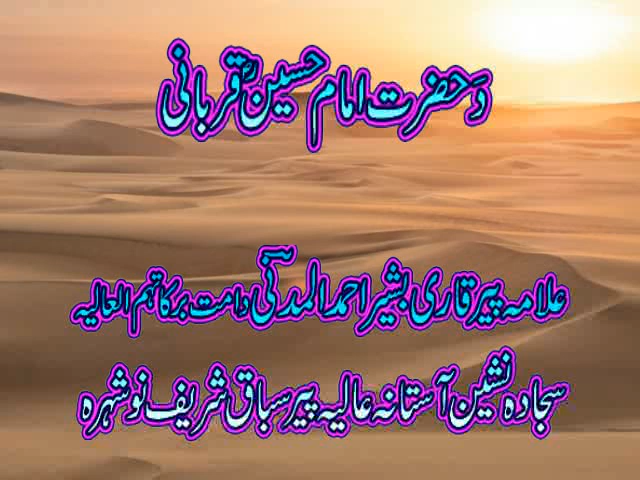 دَ حضرت امام حسینؓ قربانی
علامہ پیر قاری بشیر احمد المدنی دامت برکاتہم العالیہ
سجادہ نشین آستانہ عالیہ پیر سباق شریف نوشہرہ